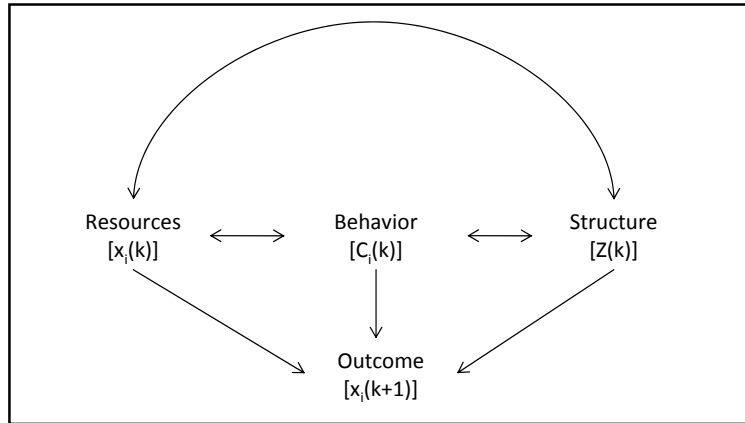 Resources
[xᵢ(k)]
Behavior
[Cᵢ(k)]
Structure
[Z(k)]
Outcome
[xᵢ(k+1)]